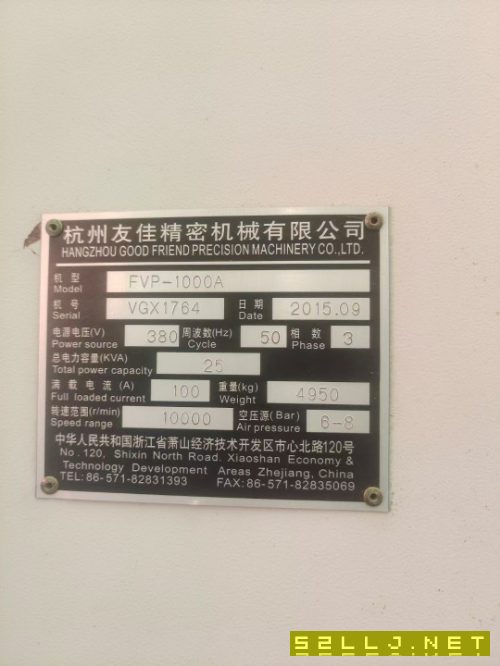 杭州友佳精密机械有限公司
HANGZHOU GOOD FRIEND PRECISION MACHINERY CO.,LTD.
机型 Model FVP-1000A
机号 Serial VGX1764 日期 Date 2015.09
电源电压(V) Power source 380 周波数(Hz) Cycle 50 相数 Phase 3
总电力容量(KVA) Total power capacity 25
满载电流(A) Full loaded current 100 重量(kg) Weight 4950
转速范围(r/min) Speed range 10000 空压源(Bar) Air pressure 6-8
中华人民共和国浙江省萧山经济技术开发区市心北路120号
No.120, Shixin North Road, Xiaoshan Economy &
Technology Development Areas Zhejiang, China
TEL:86-571-82831393 FAX:86-571-82835069
52LLJ.NET